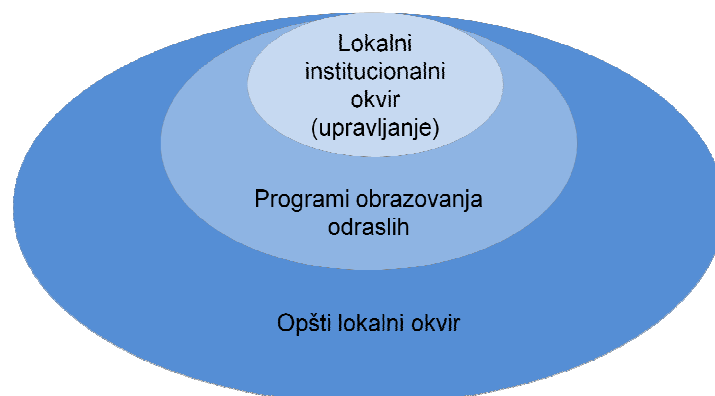 Lokalni
institucionalni
okvir
(upravljanje)
Programi obrazovanja
odraslih
Opšti lokalni okvir